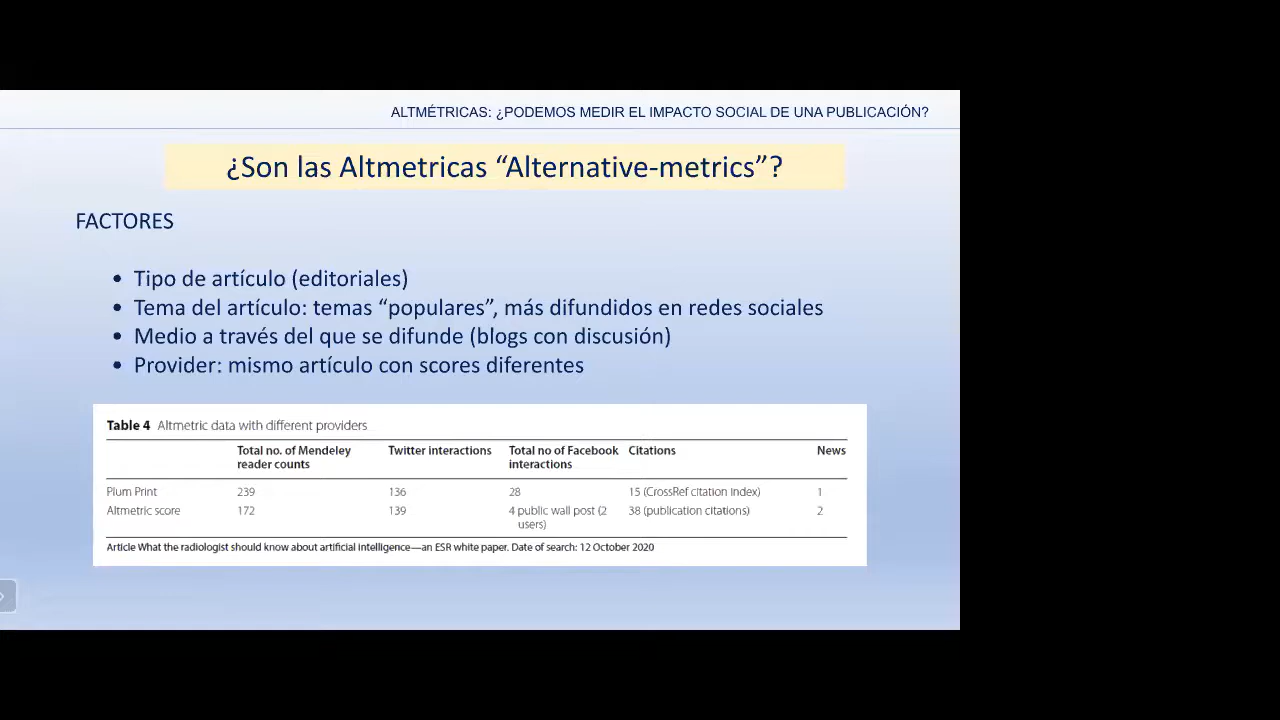 ALTMÉTRICAS: ¿PODEMOS MEDIR EL IMPACTO SOCIAL DE UNA PUBLICACIÓN?
¿Son las Altmetricas “Alternative-metrics”?
FACTORES
• Tipo de artículo (editoriales)
• Tema del artículo: temas “populares”, más difundidos en redes sociales
• Medio a través del que se difunde (blogs con discusión)
• Provider: mismo artículo con scores diferentes
Table 4 Altmetric data with different providers
Total no. of Mendeley reader counts Twitter interactions Total no of Facebook interactions Citations News
Plum Print 239 136 28 15 (CrossRef citation index) 1
Altmetric score 172 139 4 public wall post (2 users) 38 (publication citations) 2
Article What the radiologist should know about artificial intelligence—an ESR white paper. Date of search: 12 October 2020